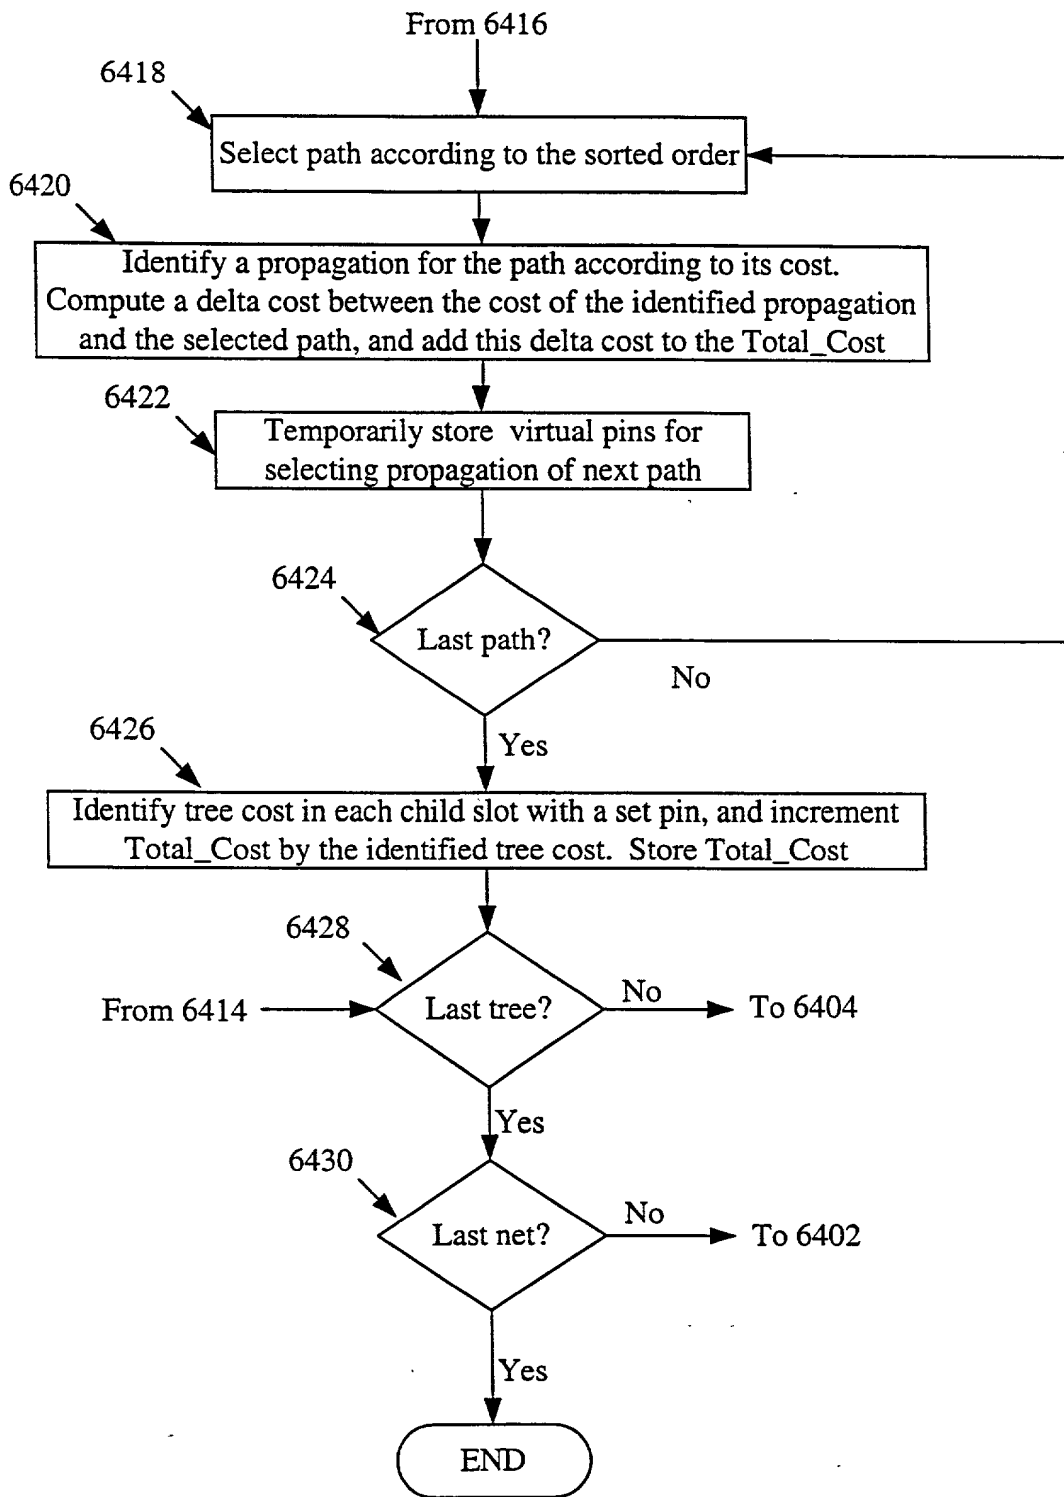 From 6416
6418
Select path according to the sorted order
6420
Identify a propagation for the path according to its cost.
Compute a delta cost between the cost of the identified propagation
and the selected path, and add this delta cost to the Total_Cost
6422
Temporarily store virtual pins for
selecting propagation of next path
6424
Last path?
No
Yes
6426
Identify tree cost in each child slot with a set pin, and increment
Total_Cost by the identified tree cost. Store Total_Cost
6428
From 6414
Last tree?
No
To 6404
Yes
6430
Last net?
No
To 6402
Yes
END